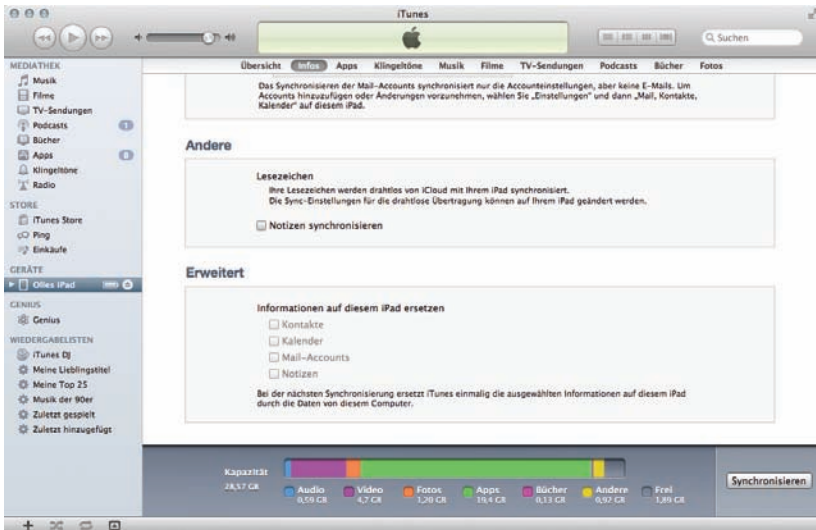 iTunes
Suchen
MEDIATHEK
Musik
Filme
TV-Sendungen
Podcasts 1
Bücher
Apps 8
Klingeltöne
Radio
STORE
iTunes Store
Ping
Einkäufe
GERÄTE
Olles iPad
GENIUS
Genius
WIEDERGABELISTEN
iTunes DJ
Meine Lieblingstitel
Meine Top 25
Musik der 90er
Zuletzt gespielt
Zuletzt hinzugefügt
Übersicht Infos Apps Klingeltöne Musik Filme TV-Sendungen Podcasts Bücher Fotos
Das Synchronisieren der Mail-Accounts synchronisiert nur die Accounteinstellungen, aber keine E-Mails. Um
Accounts hinzuzufügen oder Änderungen vorzunehmen, wählen Sie „Einstellungen" und dann „Mail, Kontakte,
Kalender" auf diesem iPad.
Andere
Lesezeichen
Ihre Lesezeichen werden drahtlos von iCloud mit Ihrem iPad synchronisiert.
Die Sync-Einstellungen für die drahtlose Übertragung können auf Ihrem iPad geändert werden.
Notizen synchronisieren
Erweitert
Informationen auf diesem iPad ersetzen
Kontakte
Kalender
Mail-Accounts
Notizen
Bei der nächsten Synchronisierung ersetzt iTunes einmalig die ausgewählten Informationen auf diesem iPad
durch die Daten von diesem Computer.
Kapazität
28,57 GB
Audio Video Fotos Apps Bücher Andere Frei
0,59 GB 4,7 GB 1,20 GB 19,4 GB 0,13 GB 0,97 GB 1,89 GB
Synchronisieren